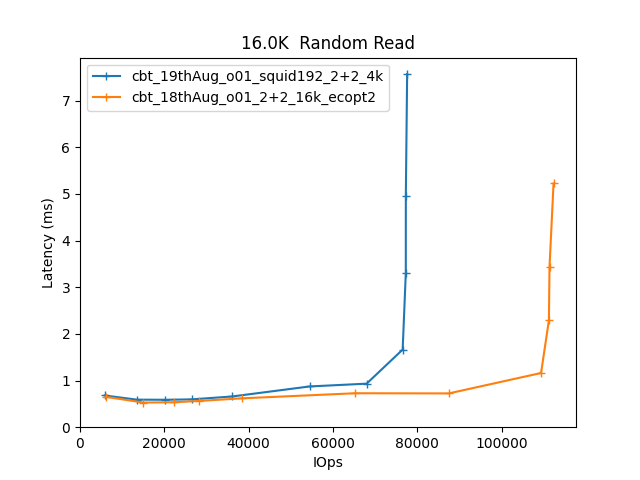 16.0K  Random Read
cbt_19thAug_o01_squid192_2+2_4k
cbt_18thAug_o01_2+2_16k_ecopt2
Latency (ms)
7
6
5
4
3
2
1
0
0 20000 40000 60000 80000 100000
IOps